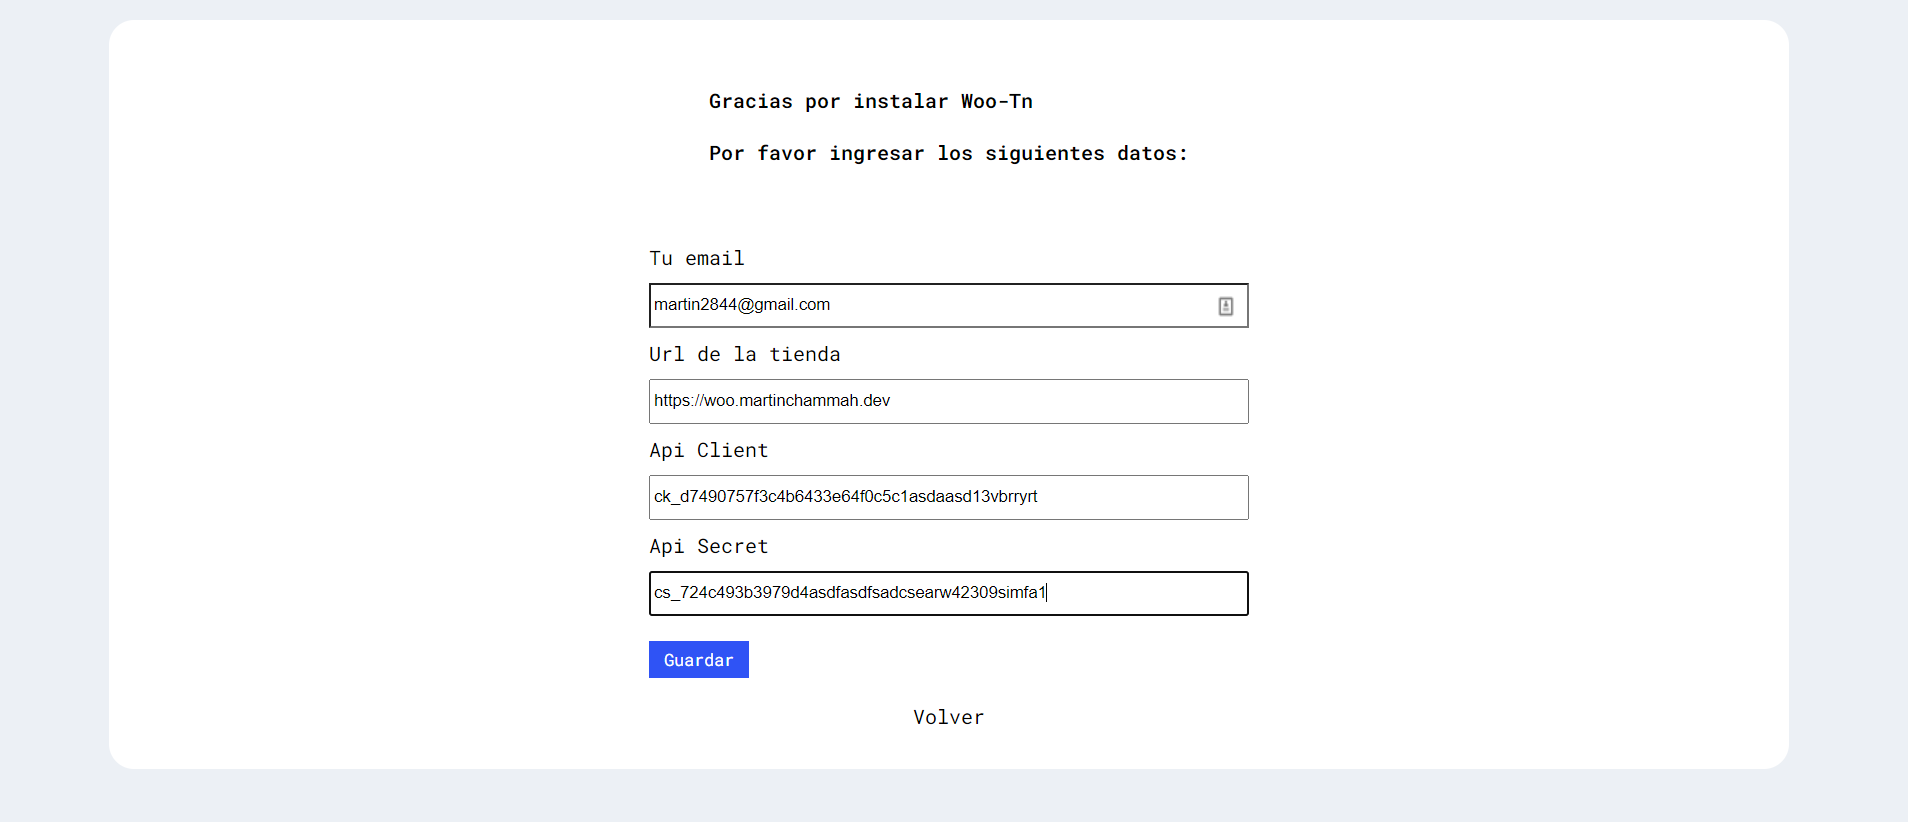 Gracias por instalar Woo-Tn
Por favor ingresar los siguientes datos:
Tu email
martin2844@gmail.com
Url de la tienda
https://woo.martinchammah.dev
Api Client
ck_d7490757f3c4b6433e64f0c5c1asdaasd13vbrryrt
Api Secret
cs_724c493b3979d4asdfasdfsadcsearw42309simfa1
Guardar
Volver